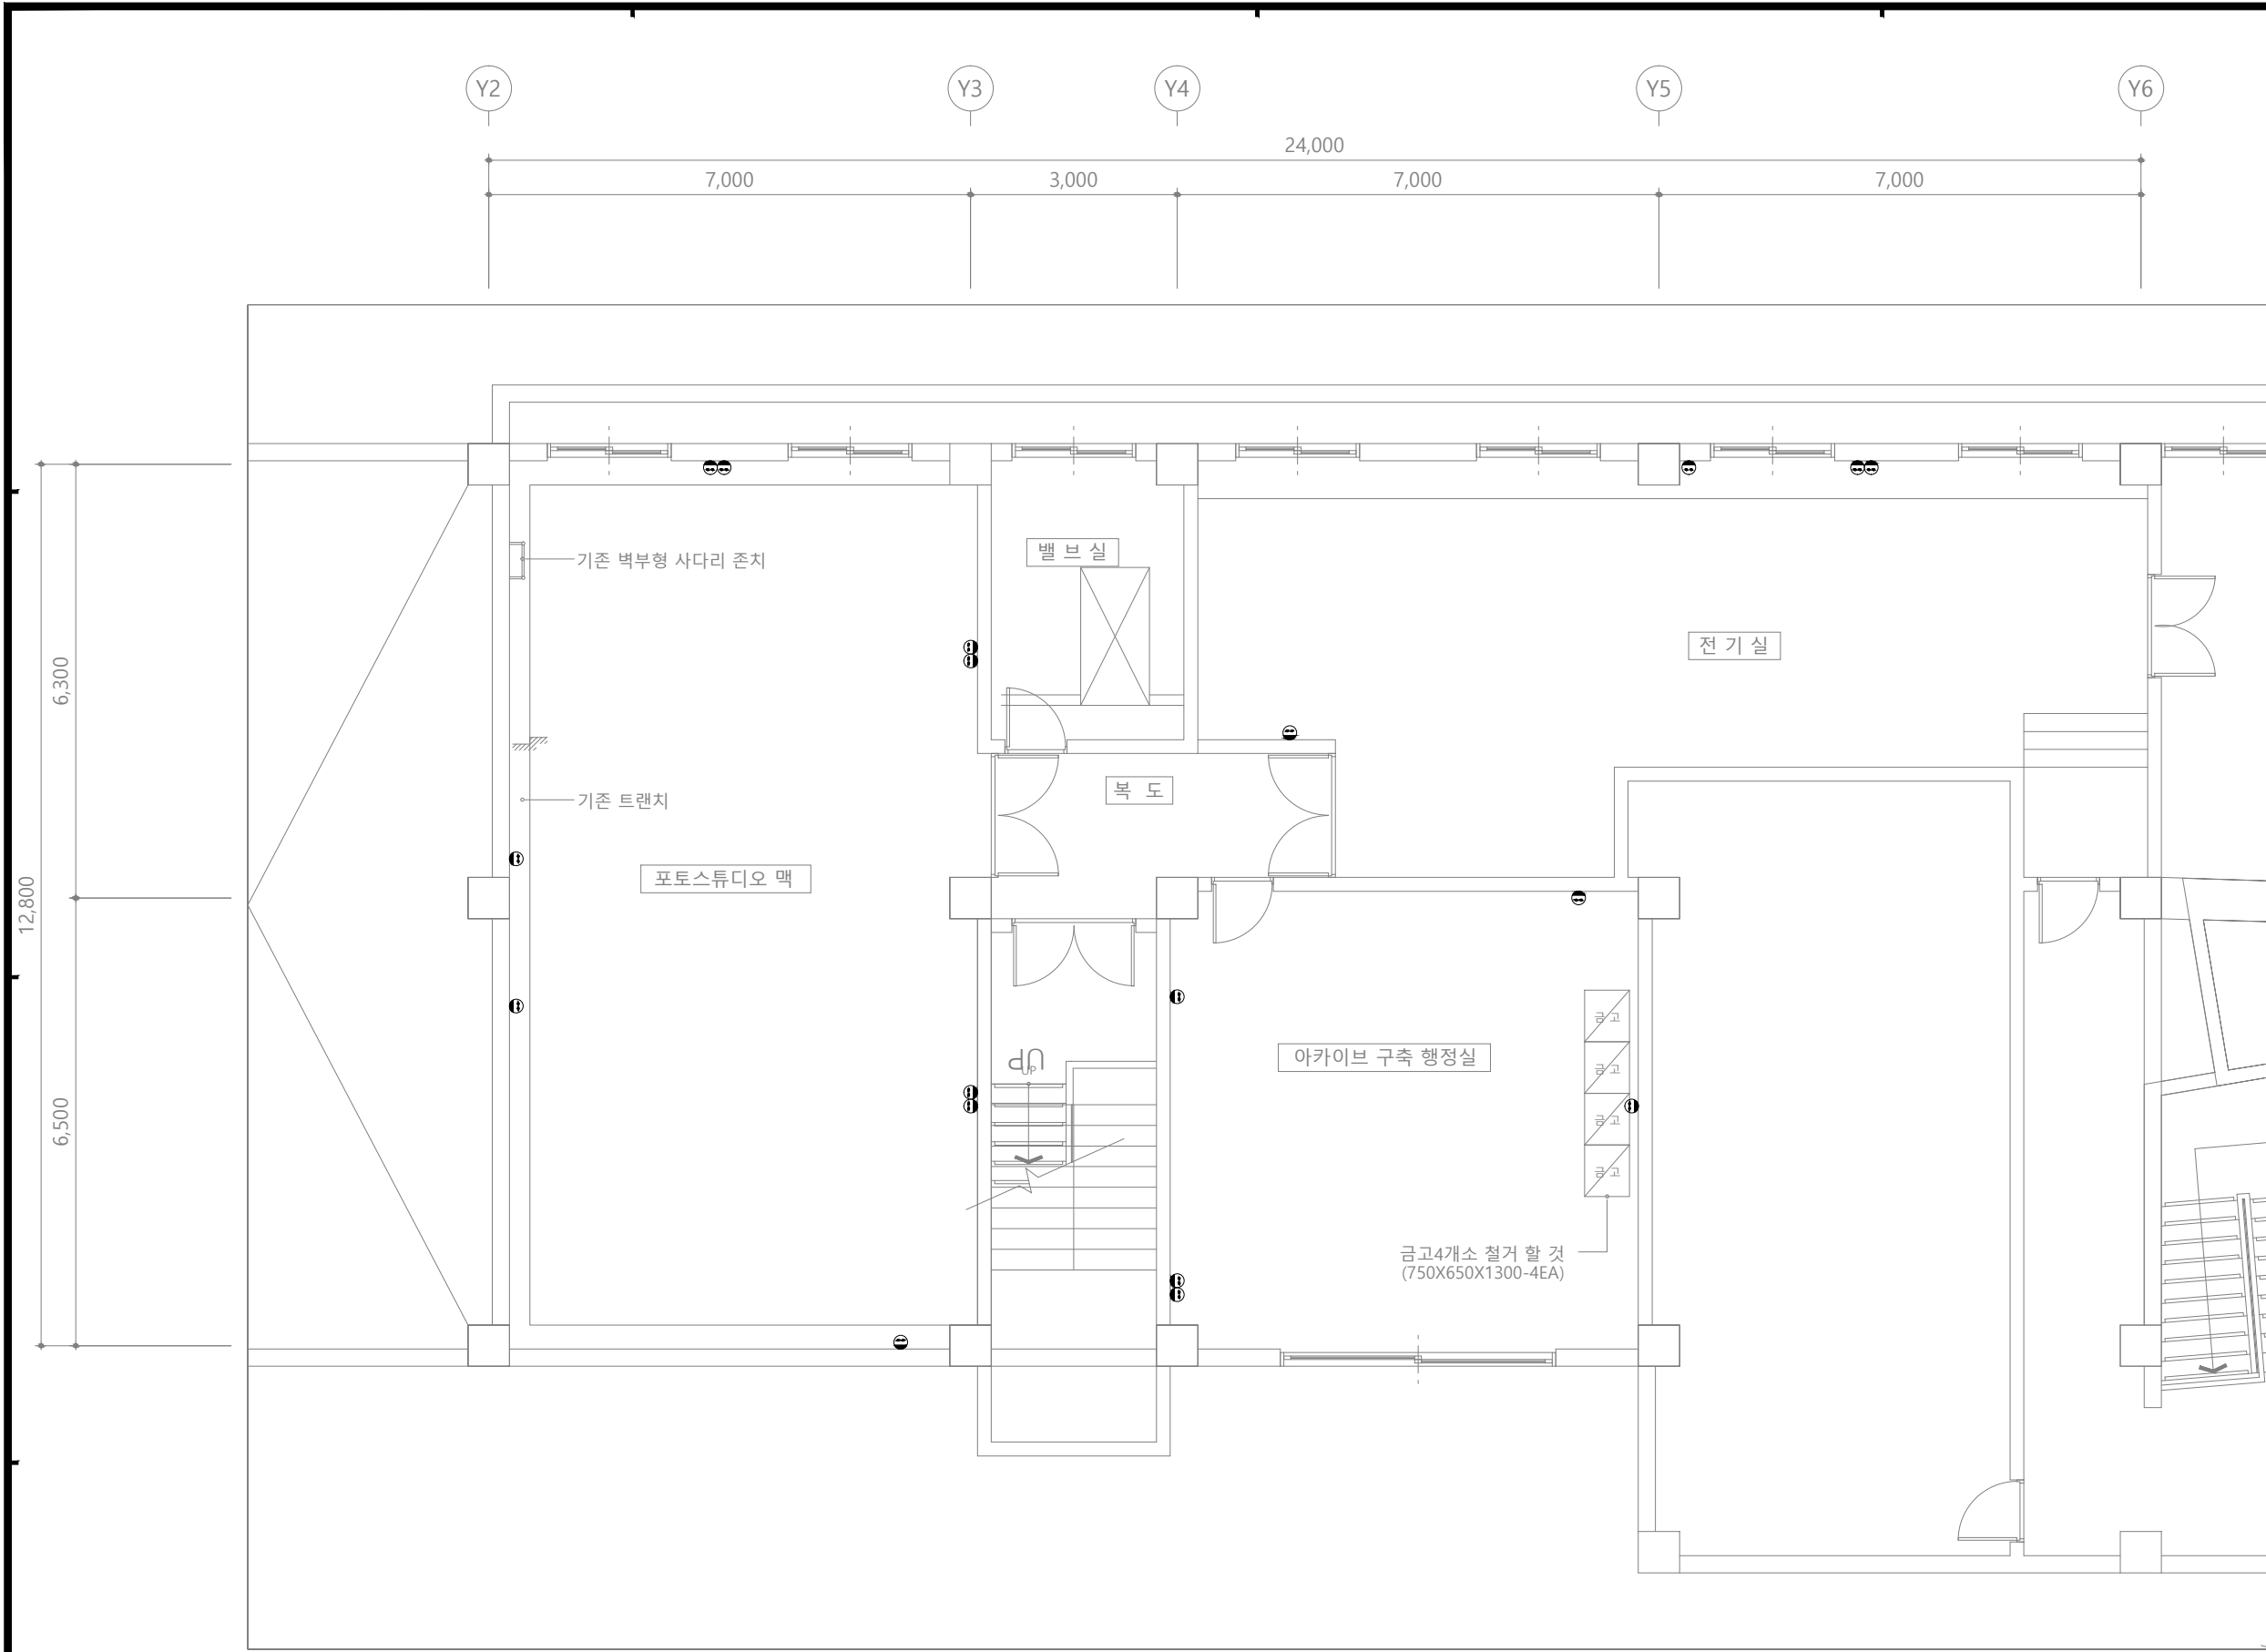 Y2
Y3
Y4
Y5
Y6
24,000
7,000
3,000
7,000
7,000
밸 브 실
기존 벽부형 사다리 존치
전 기 실
6,300
복 도
기존 트랜치
포토스튜디오 맥
12,800
금고
UP
UP
아카이브 구축 행정실
금고
6,500
금고
금고
금고4개소 철거 할 것
(750X650X1300-4EA)